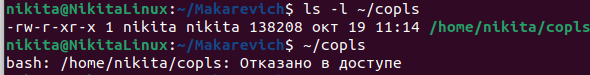 nikita@NikitaLinux:~/Makarevich$ ls -l ~/copls
-rw-r-xr-x 1 nikita nikita 138208 окт 19 11:14 /home/nikita/copls
nikita@NikitaLinux:~/Makarevich$ ~/copls
bash: /home/nikita/copls: Отказано в доступе